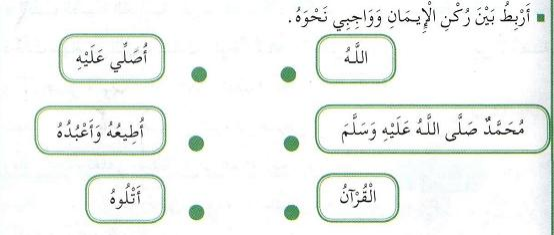 ▪ أَرْبِطُ بَيْنَ رُكْنِ الْإِيمَانِ وَوَاجِبِي نَحْوَهُ.
اللَّهُ أُصَلِّي عَلَيْهِ
مُحَمَّدٌ صَلَّى اللَّهُ عَلَيْهِ وَسَلَّمَ أُطِيعُهُ وَأَعْبُدُهُ
الْقُرْآنُ أَتْلُوهُ